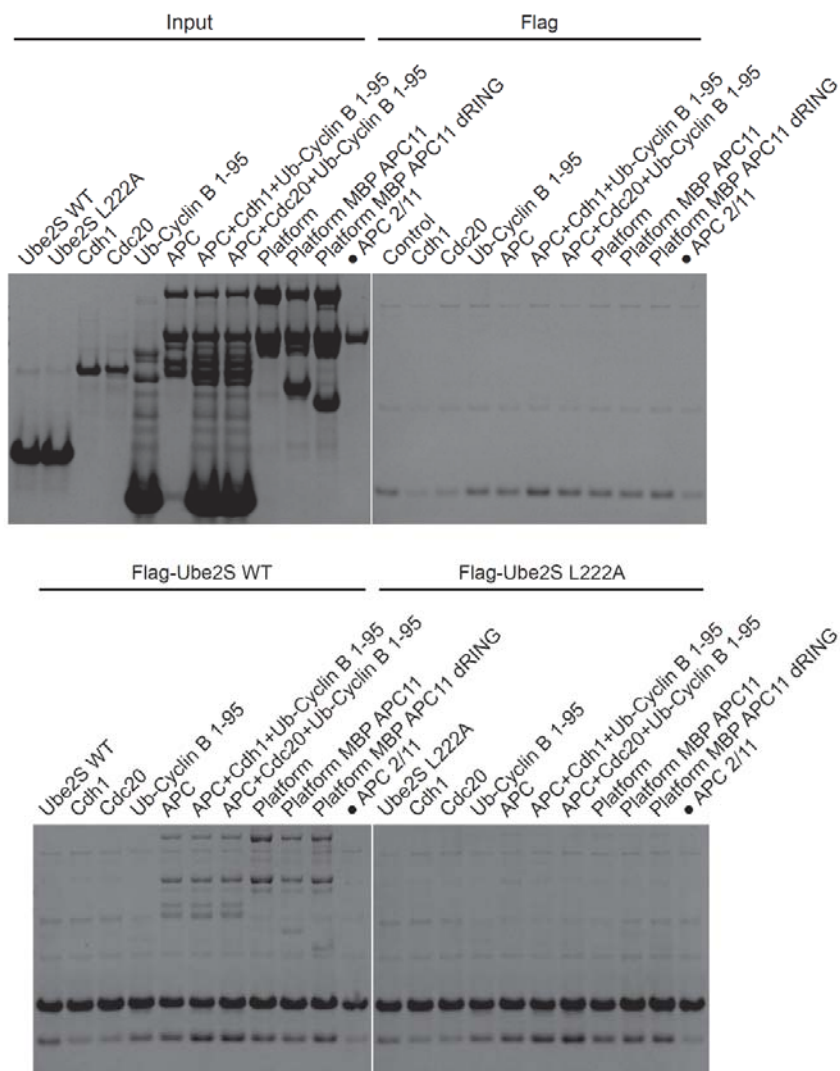 Input
Flag
Ube2S WT
Ube2S L222A
Cdh1
Cdc20
Ub-Cyclin B 1-95
APC
APC+Cdh1+Ub-Cyclin B 1-95
APC+Cdc20+Ub-Cyclin B 1-95
Platform
Platform MBP APC11
Platform MBP APC11 dRING
• APC 2/11
Control
Cdh1
Cdc20
Ub-Cyclin B 1-95
APC
APC+Cdh1+Ub-Cyclin B 1-95
APC+Cdc20+Ub-Cyclin B 1-95
Platform
Platform MBP APC11
Platform MBP APC11 dRING
• APC 2/11
Flag-Ube2S WT
Flag-Ube2S L222A
Ube2S WT
Cdh1
Cdc20
Ub-Cyclin B 1-95
APC
APC+Cdh1+Ub-Cyclin B 1-95
APC+Cdc20+Ub-Cyclin B 1-95
Platform
Platform MBP APC11
Platform MBP APC11 dRING
• APC 2/11
Ube2S L222A
Cdh1
Cdc20
Ub-Cyclin B 1-95
APC
APC+Cdh1+Ub-Cyclin B 1-95
APC+Cdc20+Ub-Cyclin B 1-95
Platform
Platform MBP APC11
Platform MBP APC11 dRING
• APC 2/11